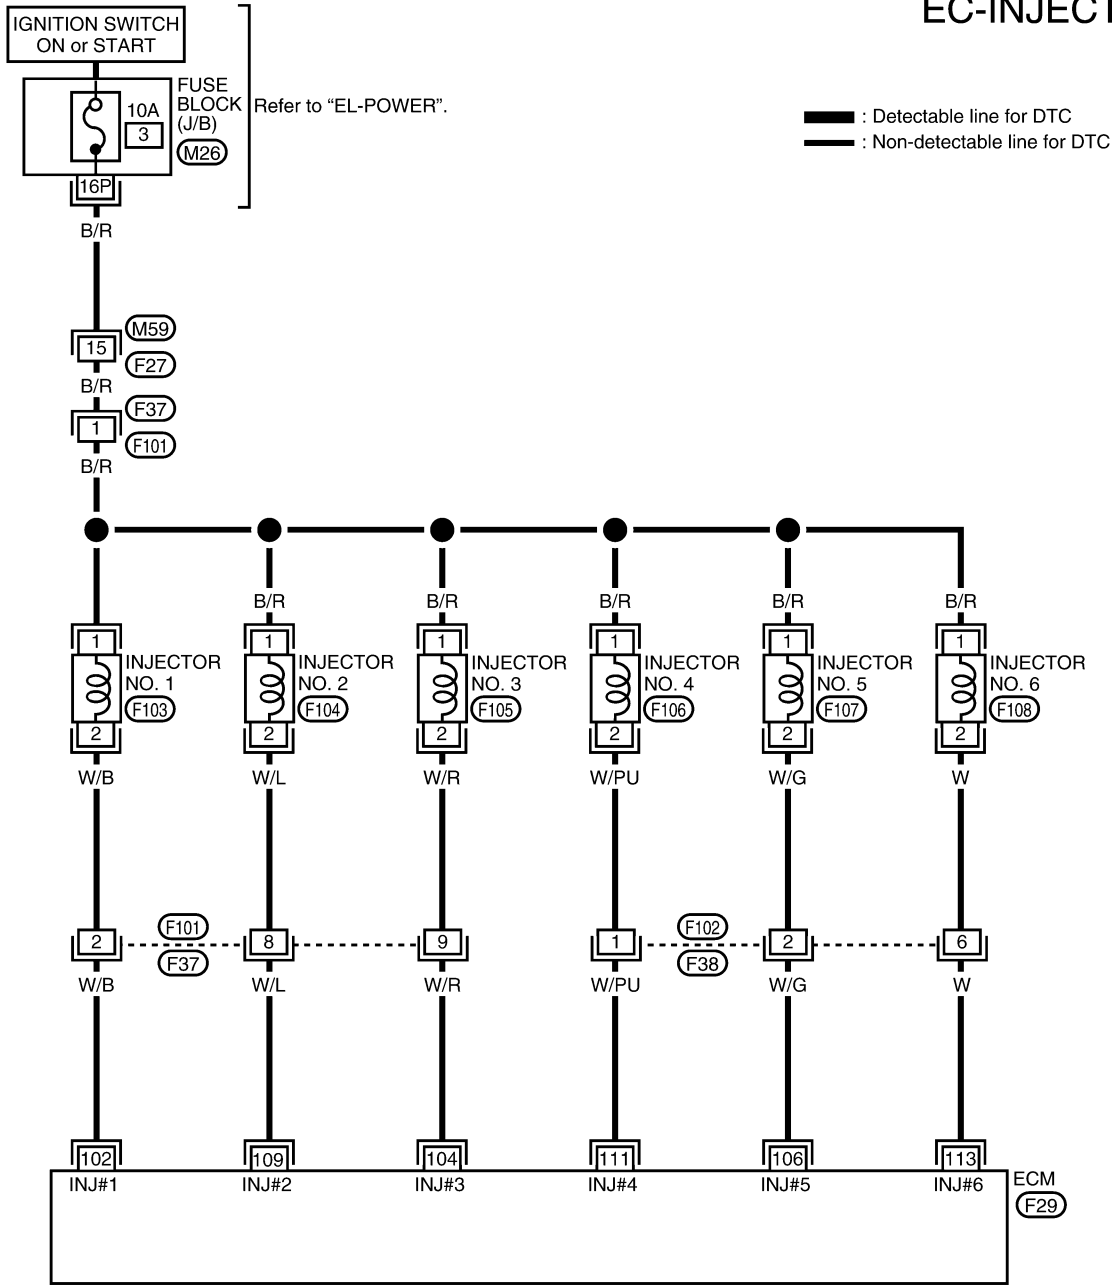 EC-INJECT
IGNITION SWITCH
ON or START
FUSE
BLOCK
(J/B)
M26
10A
3
16P
Refer to “EL-POWER”.
: Detectable line for DTC
: Non-detectable line for DTC
B/R
M59
15
F27
B/R
F37
1
F101
B/R
B/R B/R B/R B/R B/R
1 1 1 1 1 1
INJECTOR NO. 1 F103
INJECTOR NO. 2 F104
INJECTOR NO. 3 F105
INJECTOR NO. 4 F106
INJECTOR NO. 5 F107
INJECTOR NO. 6 F108
2 2 2 2 2 2
W/B W/L W/R W/PU W/G W
F101 F102
2 8 9 1 2 6
F37 F38
W/B W/L W/R W/PU W/G W
102 109 104 111 106 113
INJ#1 INJ#2 INJ#3 INJ#4 INJ#5 INJ#6
ECM
F29